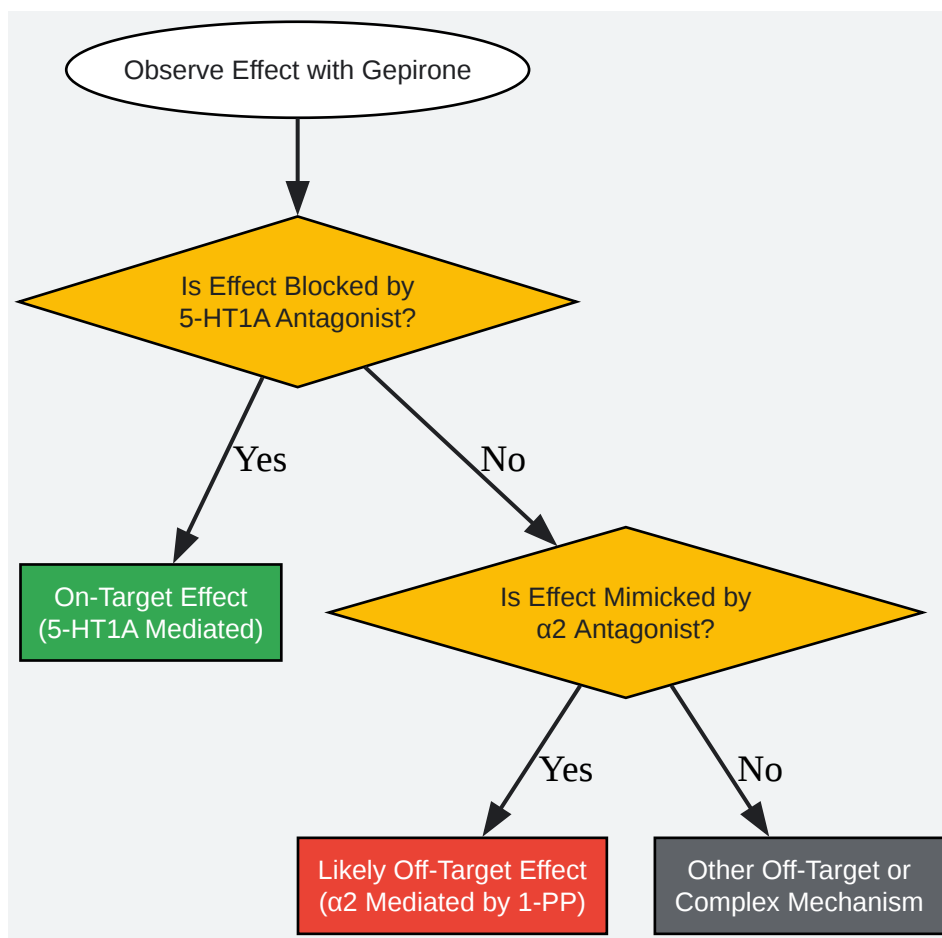 Observe Effect with Gepirone
Is Effect Blocked by
5-HT1A Antagonist?
Yes
No
On-Target Effect
(5-HT1A Mediated)
Is Effect Mimicked by
α2 Antagonist?
Yes
No
Likely Off-Target Effect
(α2 Mediated by 1-PP)
Other Off-Target or
Complex Mechanism